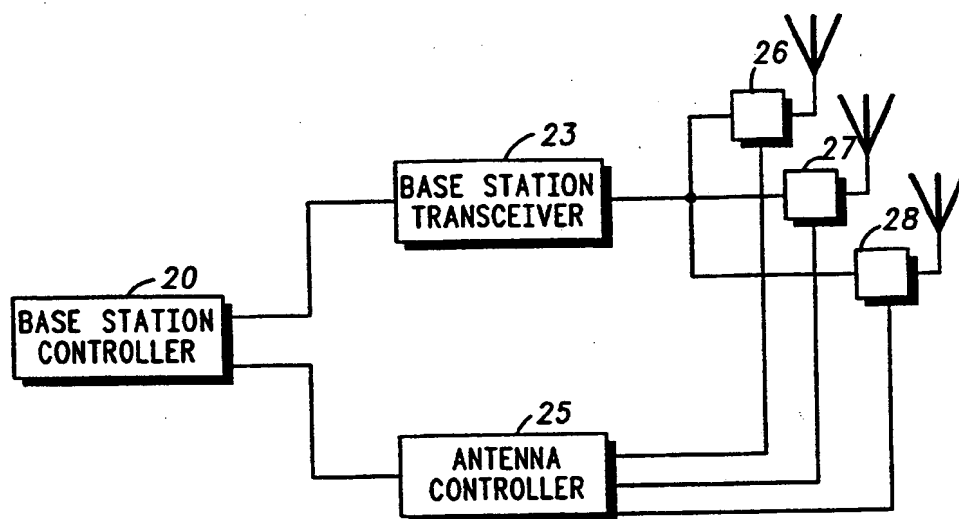 26
23
BASE STATION
TRANSCEIVER
27
28
20
BASE STATION
CONTROLLER
25
ANTENNA
CONTROLLER